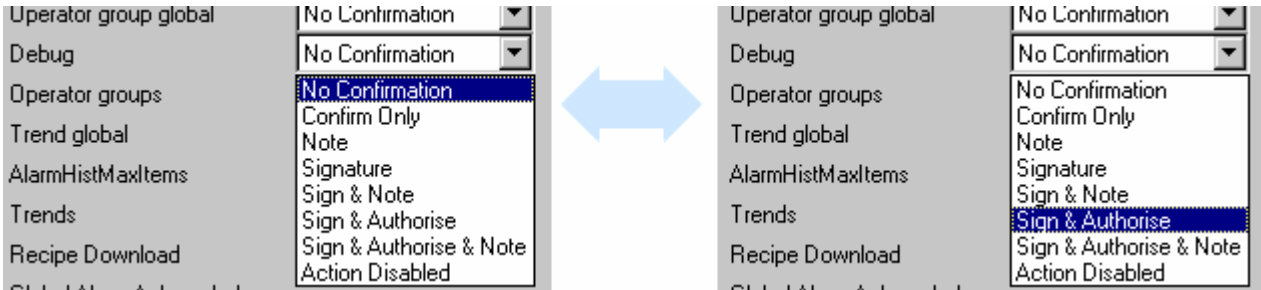 Operator group global No Confirmation
Debug No Confirmation
Operator groups
Trend global
AlarmHistMaxItems
Trends
Recipe Download
No Confirmation
Confirm Only
Note
Signature
Sign & Note
Sign & Authorise
Sign & Authorise & Note
Action Disabled
Operator group global No Confirmation
Debug No Confirmation
Operator groups
Trend global
AlarmHistMaxItems
Trends
Recipe Download
No Confirmation
Confirm Only
Note
Signature
Sign & Note
Sign & Authorise
Sign & Authorise & Note
Action Disabled